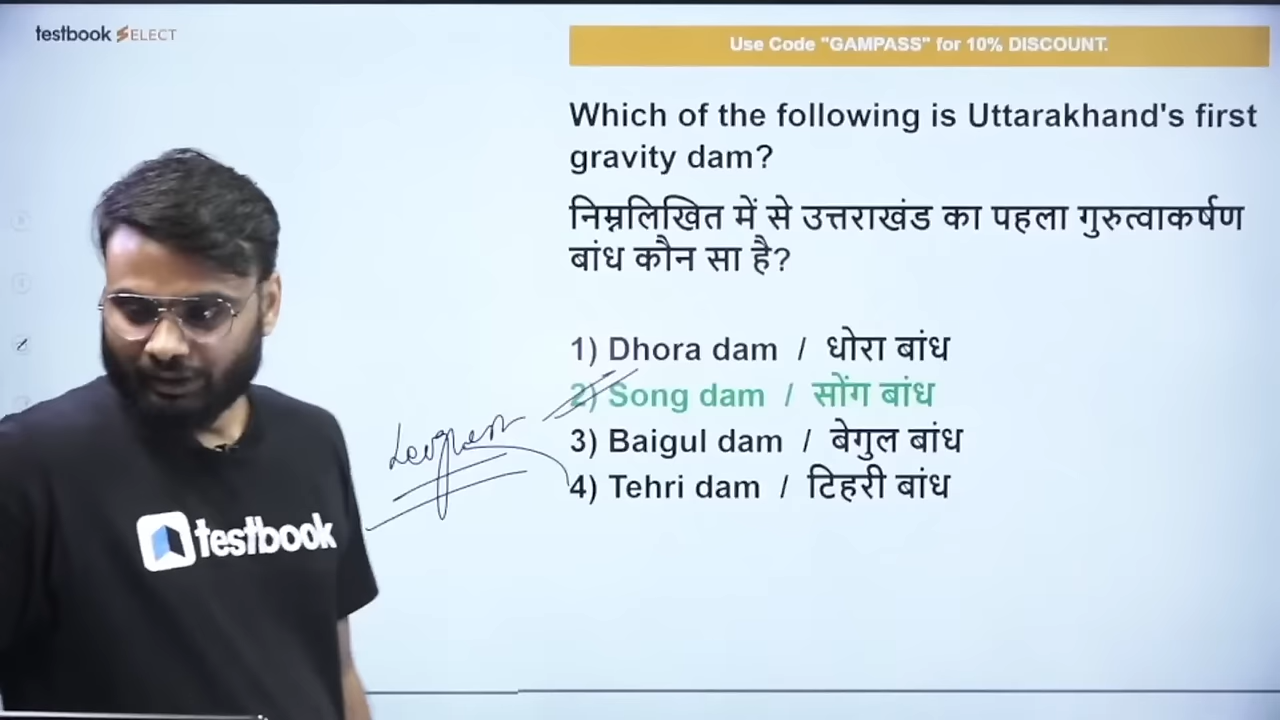 testbook SELECT
Use Code "GAMPASS" for 10% DISCOUNT.
Which of the following is Uttarakhand's first
gravity dam?
निम्नलिखित में से उत्तराखंड का पहला गुरुत्वाकर्षण
बांध कौन सा है?
1) Dhora dam / धोरा बांध
2) Song dam / सोंग बांध
3) Baigul dam / बेगुल बांध
4) Tehri dam / टिहरी बांध
testbook